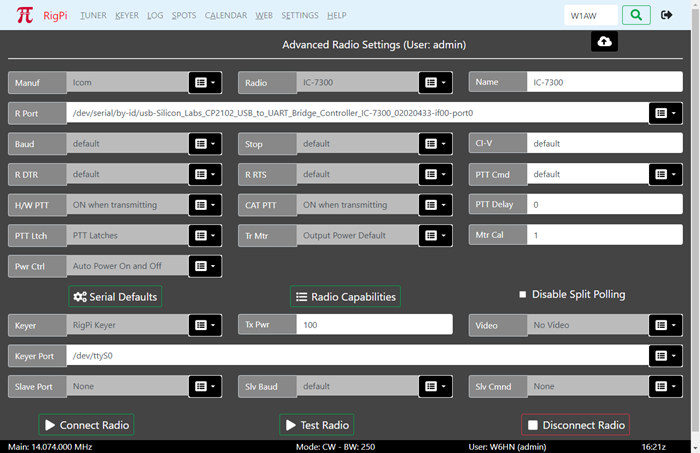 RigPi TUNER KEYER LOG SPOTS CALENDAR WEB SETTINGS HELP W1AW
Advanced Radio Settings (User: admin)
Manuf Icom Radio IC-7300 Name IC-7300
R Port /dev/serial/by-id/usb-Silicon_Labs_CP2102_USB_to_UART_Bridge_Controller_IC-7300_02020433-if00-port0
Baud default Stop default CI-V default
R DTR default R RTS default PTT Cmd default
H/W PTT ON when transmitting CAT PTT ON when transmitting PTT Delay 0
PTT Ltch PTT Latches Tr Mtr Output Power Default Mtr Cal 1
Pwr Ctrl Auto Power On and Off
Serial Defaults Radio Capabilities Disable Split Polling
Keyer RigPi Keyer Tx Pwr 100 Video No Video
Keyer Port /dev/ttyS0
Slave Port None Slv Baud default Slv Cmnd None
Connect Radio Test Radio Disconnect Radio
Main: 14.074.000 MHz Mode: CW - BW: 250 User: W6HN (admin) 16:21z